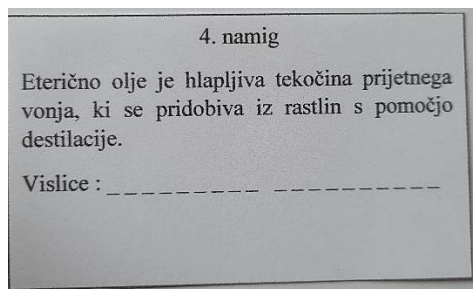 4. namig
Eterično olje je hlapljiva tekočina prijetnega
vonja, ki se pridobiva iz rastlin s pomočjo
destilacije.
Vislice : _ _ _ _ _ _ _ _ _  _ _ _ _ _ _ _ _ _ _